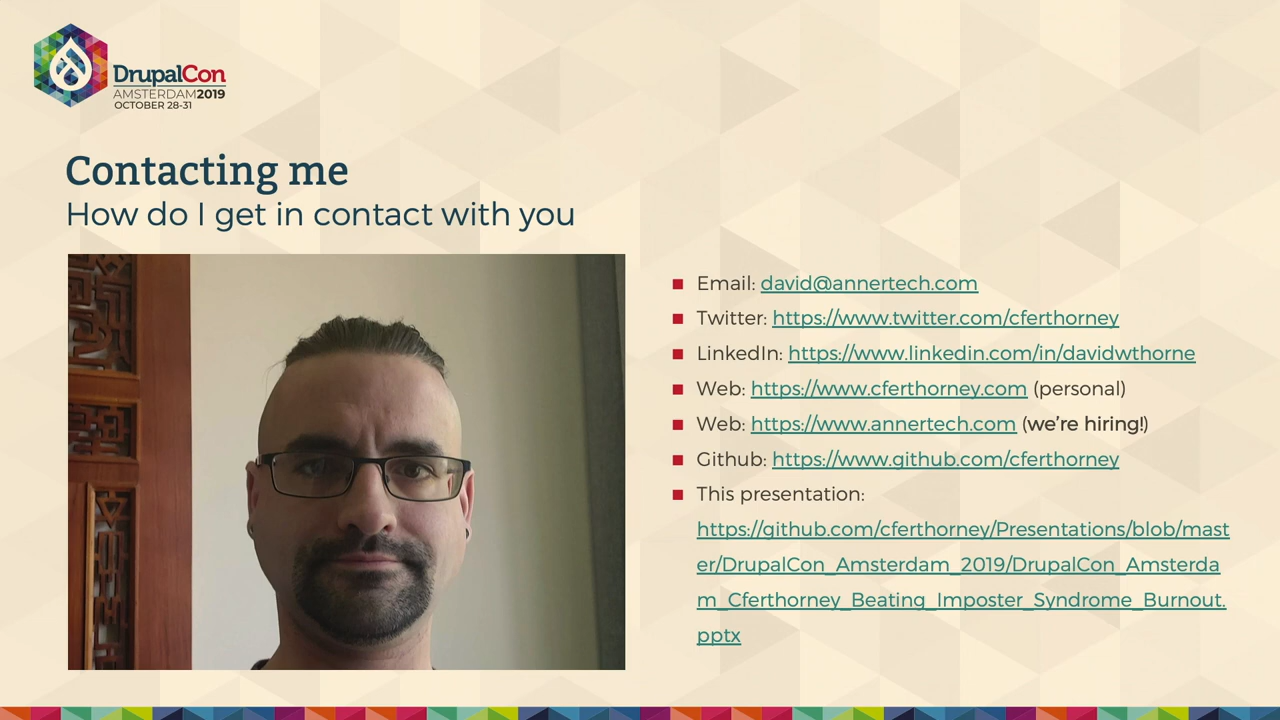 DrupalCon
AMSTERDAM2019
OCTOBER 28-31
Contacting me
How do I get in contact with you
Email: david@annertech.com
Twitter: https://www.twitter.com/cferthorney
LinkedIn: https://www.linkedin.com/in/davidwthorne
Web: https://www.cferthorney.com (personal)
Web: https://www.annertech.com (we’re hiring!)
Github: https://www.github.com/cferthorney
This presentation:
https://github.com/cferthorney/Presentations/blob/mast
er/DrupalCon_Amsterdam_2019/DrupalCon_Amsterda
m_Cferthorney_Beating_Imposter_Syndrome_Burnout.
pptx